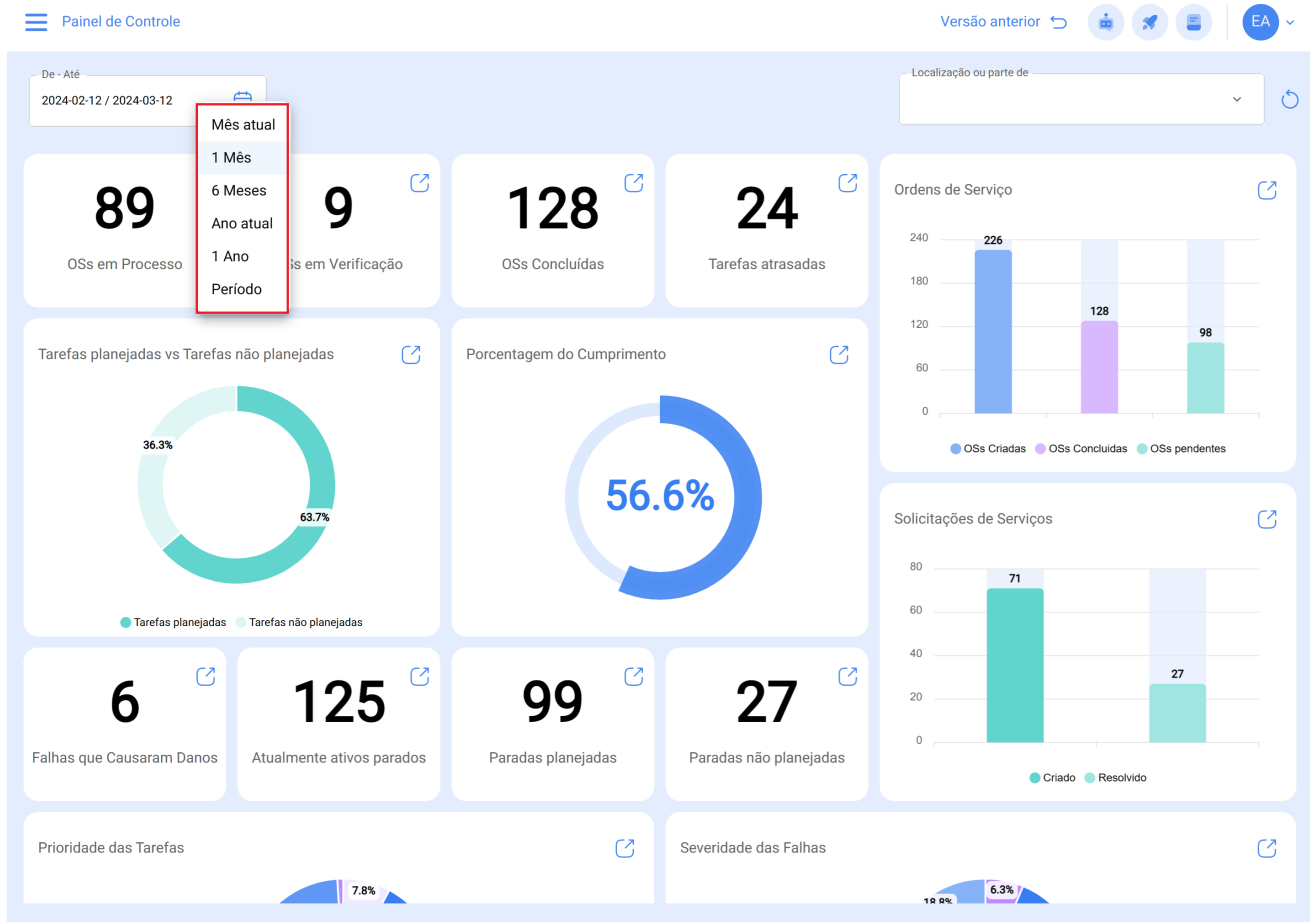 Painel de Controle
Versão anterior
EA
De - Até
2024-02-12 / 2024-03-12
Localização ou parte de
Mês atual
1 Mês
6 Meses
Ano atual
1 Ano
Período
89
OSs em Processo
9
s em Verificação
128
OSs Concluídas
24
Tarefas atrasadas
Ordens de Serviço
240
180
120
60
0
226
128
98
OSs Criadas
OSs Concluidas
OSs pendentes
Tarefas planejadas vs Tarefas não planejadas
36.3%
63.7%
Tarefas planejadas
Tarefas não planejadas
Porcentagem do Cumprimento
56.6%
Solicitações de Serviços
80
60
40
20
0
71
27
Criado
Resolvido
6
Falhas que Causaram Danos
125
Atualmente ativos parados
99
Paradas planejadas
27
Paradas não planejadas
Prioridade das Tarefas
7.8%
Severidade das Falhas
18.8%
6.3%